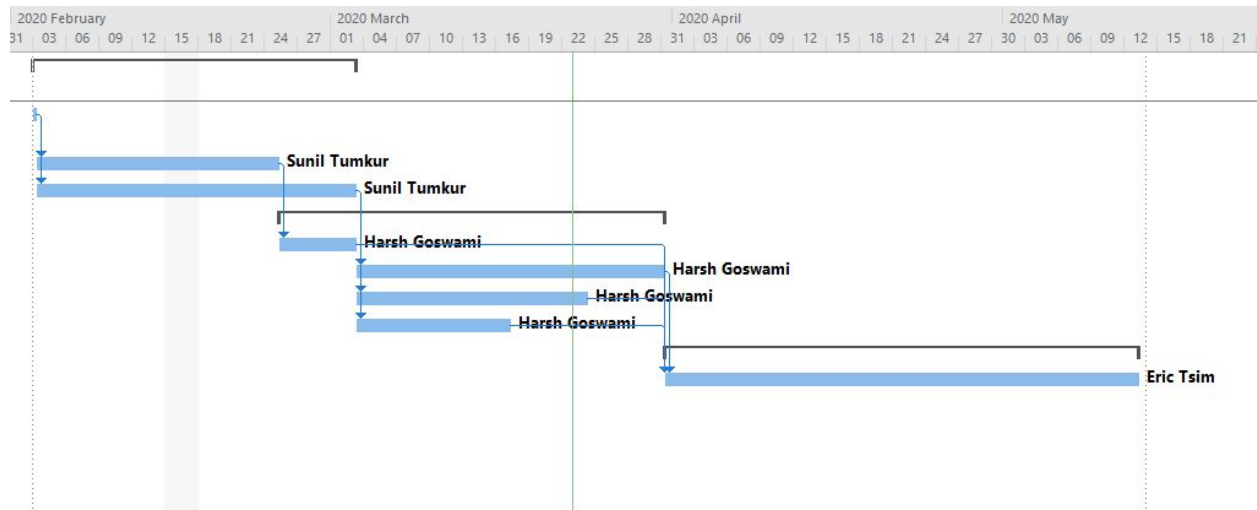 2020 February 2020 March 2020 April 2020 May
31 03 06 09 12 15 18 21 24 27 01 04 07 10 13 16 19 22 25 28 31 03 06 09 12 15 18 21 24 27 30 03 06 09 12 15 18 21
Sunil Tumkur
Sunil Tumkur
Harsh Goswami
Harsh Goswami
Harsh Goswami
Harsh Goswami
Eric Tsim